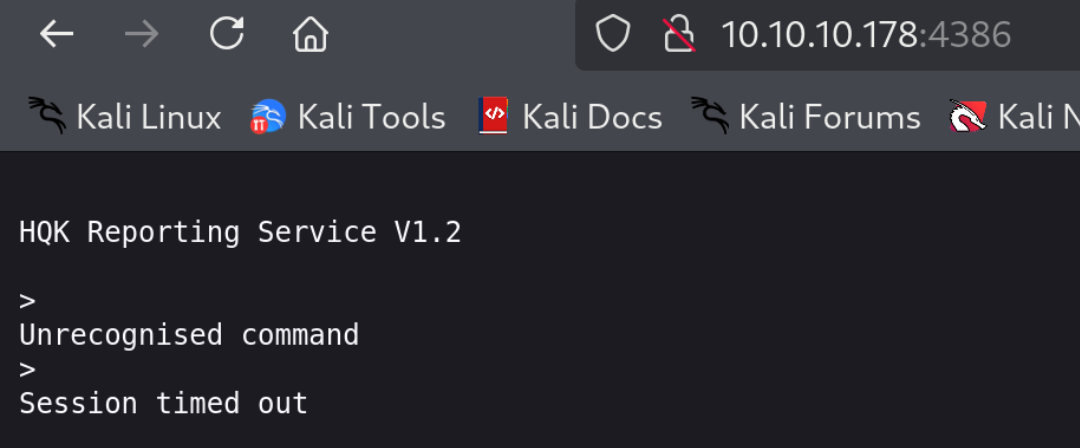 10.10.10.178:4386
Kali Linux Kali Tools Kali Docs Kali Forums Kali
HQK Reporting Service V1.2
>
Unrecognised command
>
Session timed out